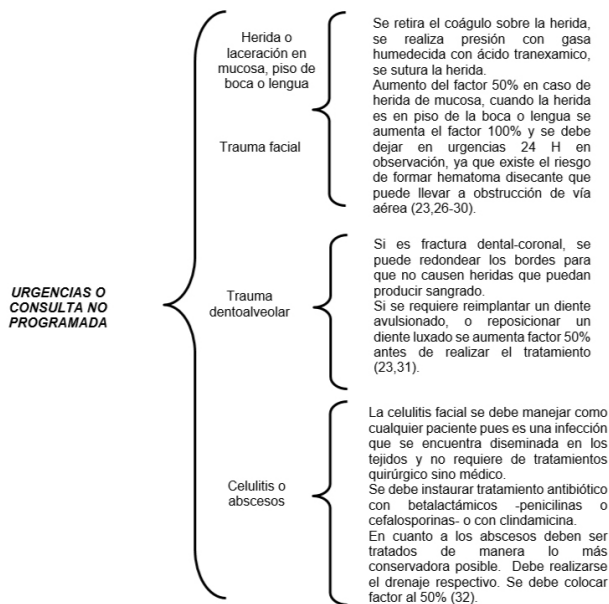 Herida o
laceración en
mucosa, piso de
boca o lengua
Trauma facial
Se retira el coágulo sobre la herida,
se realiza presión con gasa
humedecida con ácido tranexamico,
se sutura la herida.
Aumento del factor 50% en caso de
herida de mucosa, cuando la herida
es en piso de la boca o lengua se
aumenta el factor 100% y se debe
dejar en urgencias 24 H en
observación, ya que existe el riesgo
de formar hematoma disecante que
puede llevar a obstrucción de vía
aérea (23,26-30).
URGENCIAS O
CONSULTA NO
PROGRAMADA
Trauma
dentoalveolar
Si es fractura dental-coronal, se
puede redondear los bordes para
que no causen heridas que puedan
producir sangrado.
Si se requiere reimplantar un diente
avulsionado, o reposicionar un
diente luxado se aumenta factor 50%
antes de realizar el tratamiento
(23,31).
Celulitis o
abscesos
La celulitis facial se debe manejar como
cualquier paciente pues es una infección
que se encuentra diseminada en los
tejidos y no requiere de tratamientos
quirúrgico sino médico.
Se debe instaurar tratamiento antibiótico
con betalactámicos -penicilinas o
cefalosporinas- o con clindamicina.
En cuanto a los abscesos deben ser
tratados de manera lo más
conservadora posible. Debe realizarse
el drenaje respectivo. Se debe colocar
factor al 50% (32).